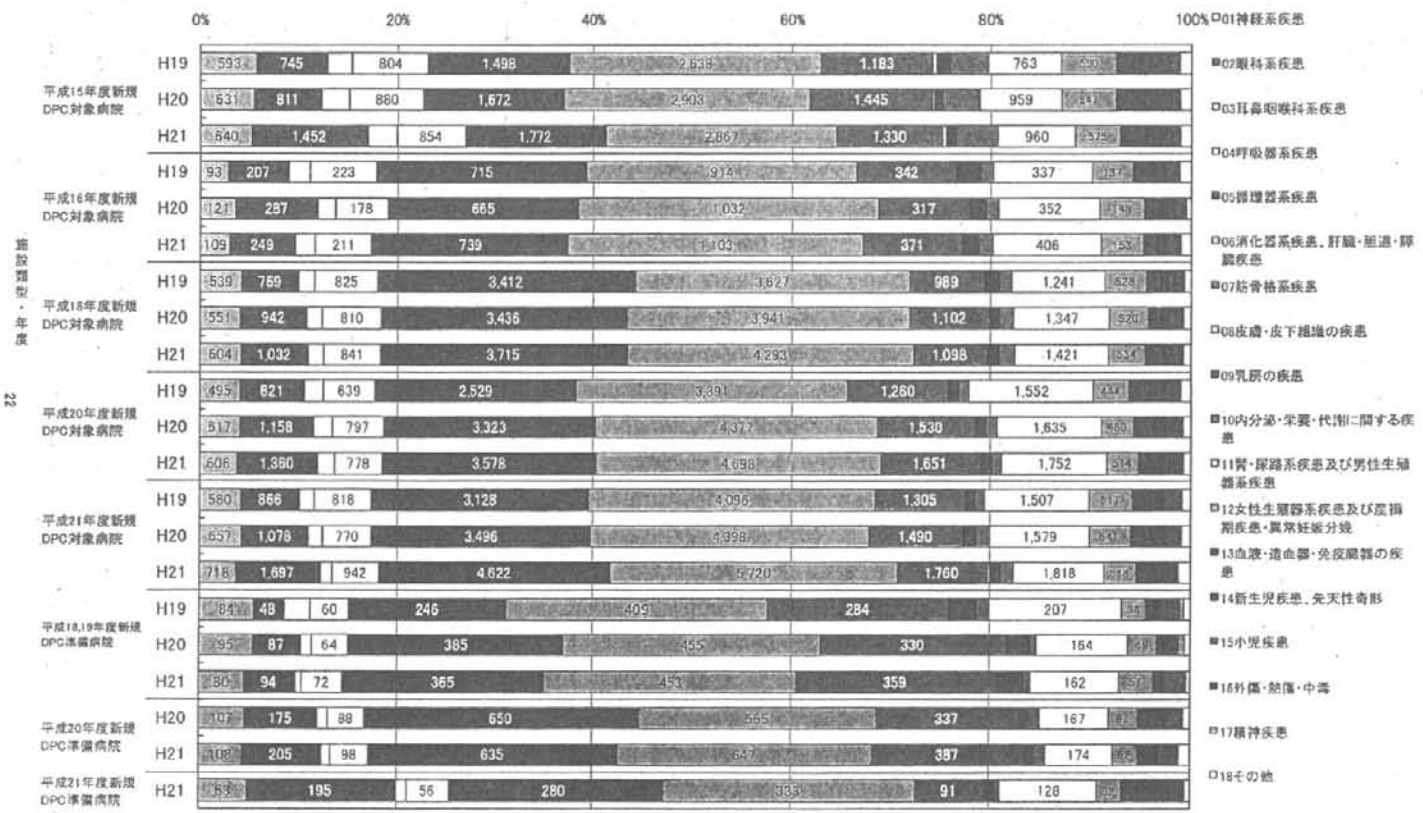 0% 20% 40% 60% 80% 100%
施設類型・年度
22
平成15年度新規
DPC対象病院
H19 593 745 804 1,498 2,638 1,183 763
H20 631 811 880 1,672 2,903 1,445 959
H21 640 1,452 854 1,772 2,867 1,330 960 575
平成16年度新規
DPC対象病院
H19 93 207 223 715 914 342 337
H20 121 287 178 665 1,032 317 352
H21 109 249 211 739 1,103 371 406 153
平成18年度新規
DPC対象病院
H19 539 769 825 3,412 3,627 989 1,241 528
H20 551 942 810 3,436 3,941 1,102 1,347 520
H21 604 1,032 841 3,715 4,293 1,098 1,421 534
平成20年度新規
DPC対象病院
H19 495 621 639 2,529 3,391 1,260 1,552 444
H20 617 1,158 797 3,323 4,377 1,530 1,635
H21 606 1,360 778 3,578 4,698 1,651 1,752 514
平成21年度新規
DPC対象病院
H19 580 866 818 3,128 4,096 1,305 1,507
H20 657 1,078 770 3,496 4,398 1,490 1,579
H21 718 1,697 942 4,622 5,720 1,760 1,818
平成18,19年度新規
DPC準備病院
H19 84 48 60 246 409 284 207
H20 95 87 64 385 455 330 164
H21 80 94 72 365 453 359 162
平成20年度新規
DPC準備病院
H20 107 175 88 650 565 337 167
H21 108 205 98 635 647 387 174
平成21年度新規
DPC準備病院
H21 195 56 280 333 91 128
01神経系疾患
02眼科系疾患
03耳鼻咽喉科系疾患
04呼吸器系疾患
05循環器系疾患
06消化器系疾患、肝臓・胆道・膵
臓疾患
07筋骨格系疾患
08皮膚・皮下組織の疾患
09乳房の疾患
10内分泌・栄養・代謝に関する疾
患
11腎・尿路系疾患及び男性生殖
器系疾患
12女性生殖器系疾患及び産褥
期疾患・異常妊娠分娩
13血液・造血器・免疫臓器の疾
患
14新生児疾患、先天性奇形
15小児疾患
16外傷・熱傷・中毒
17精神疾患
18その他